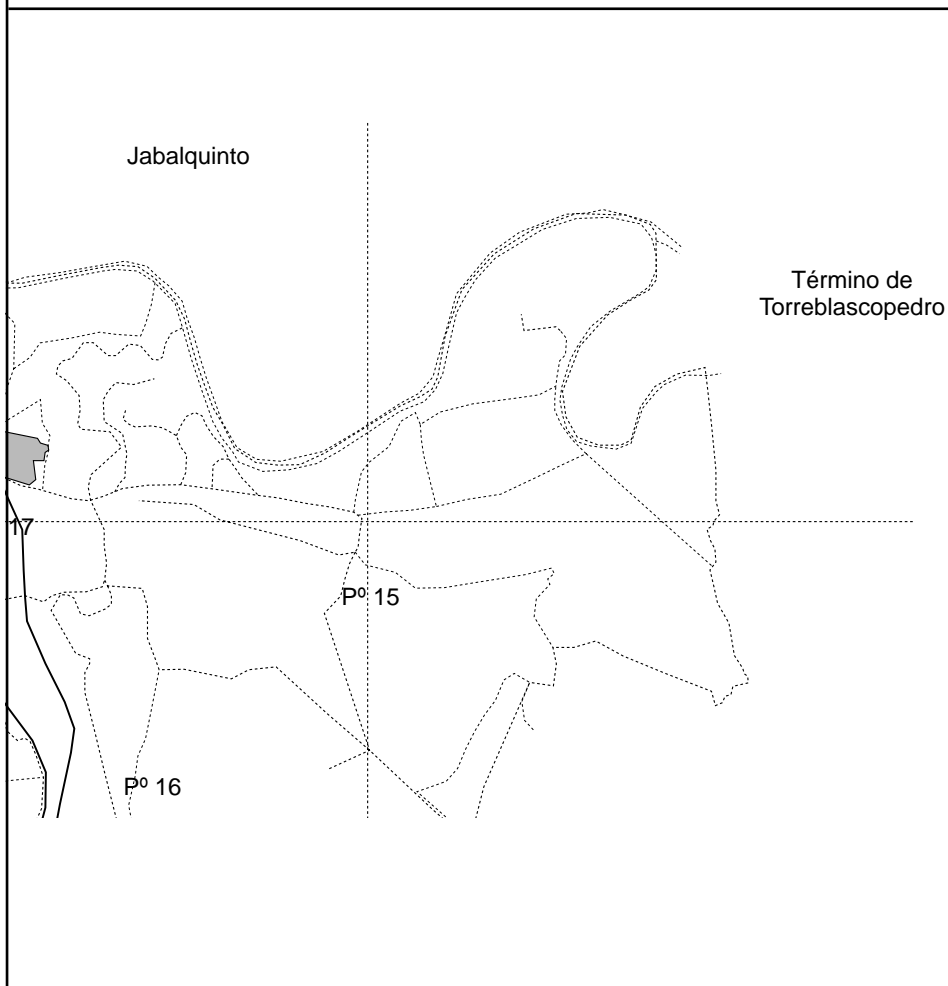 Jabalquinto
Término de
Torreblascopedro
17
Pº 15
Pº 16